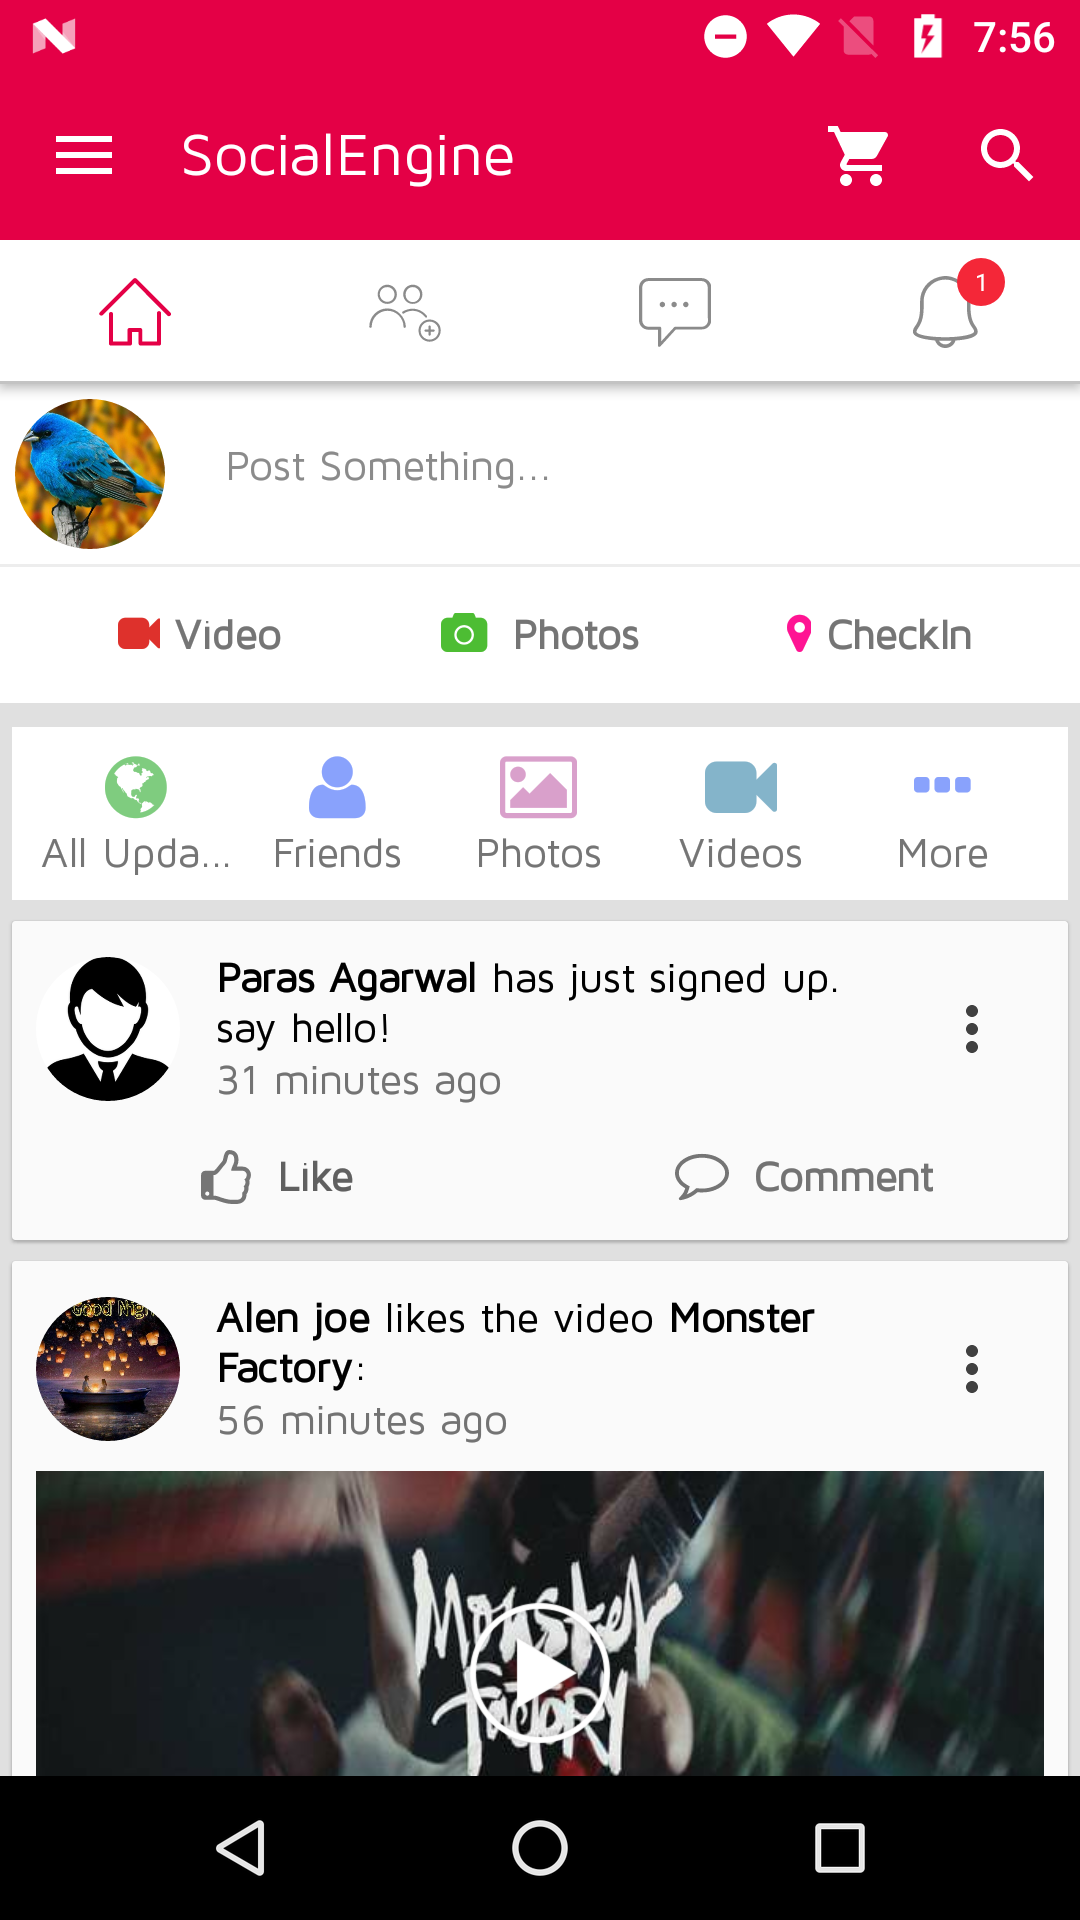 7:56
SocialEngine
1
Post Something...
Video
Photos
CheckIn
All Upda...
Friends
Photos
Videos
More
Paras Agarwal has just signed up.
say hello!
31 minutes ago
Like
Comment
Good Nigh
Alen joe likes the video Monster
Factory:
56 minutes ago
Monster
Factory